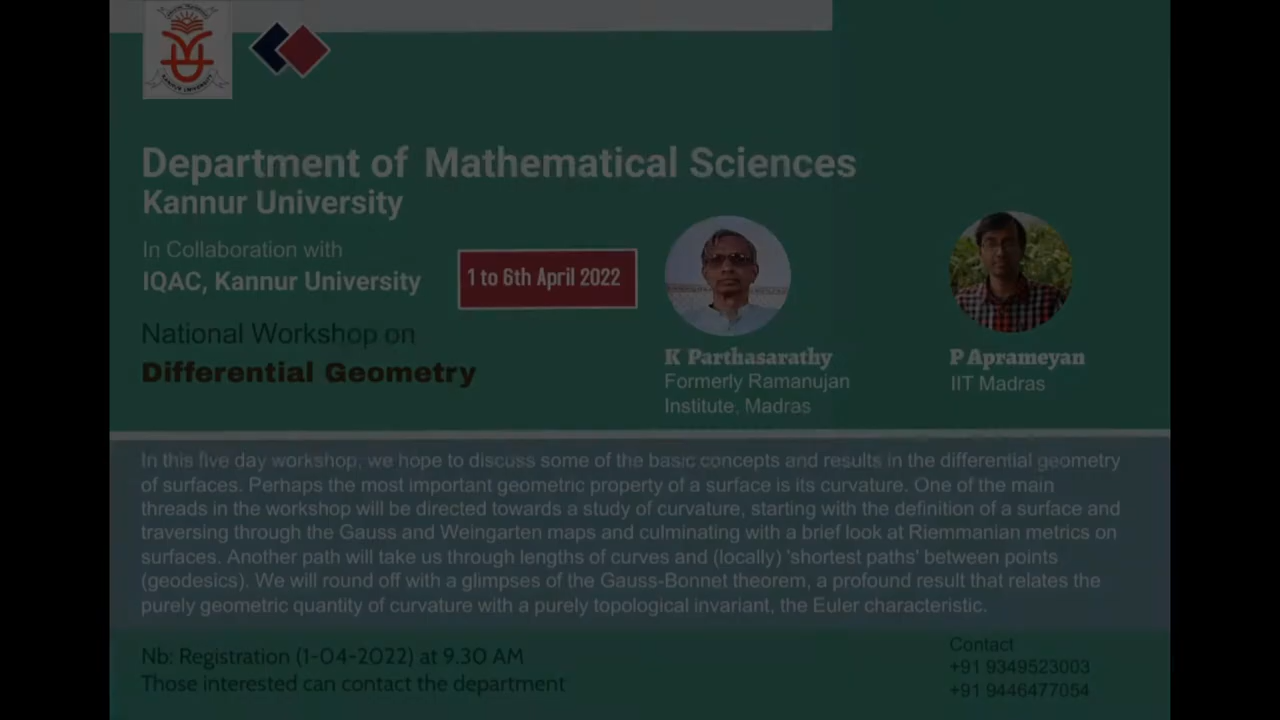 KANNUR UNIVERSITY
Department of Mathematical Sciences
Kannur University
In Collaboration with
IQAC, Kannur University
1 to 6th April 2022
National Workshop on
Differential Geometry
K Parthasarathy
Formerly Ramanujan
Institute, Madras
P Aprameyan
IIT Madras
In this five day workshop, we hope to discuss some of the basic concepts and results in the differential geometry
of surfaces. Perhaps the most important geometric property of a surface is its curvature. One of the main
threads in the workshop will be directed towards a study of curvature, starting with the definition of a surface and
traversing through the Gauss and Weingarten maps and culminating with a brief look at Riemmanian metrics on
surfaces. Another path will take us through lengths of curves and (locally) 'shortest paths' between points
(geodesics). We will round off with a glimpses of the Gauss-Bonnet theorem, a profound result that relates the
purely geometric quantity of curvature with a purely topological invariant, the Euler characteristic.
Nb: Registration (1-04-2022) at 9.30 AM
Those interested can contact the department
Contact
+91 9349523003
+91 9446477054